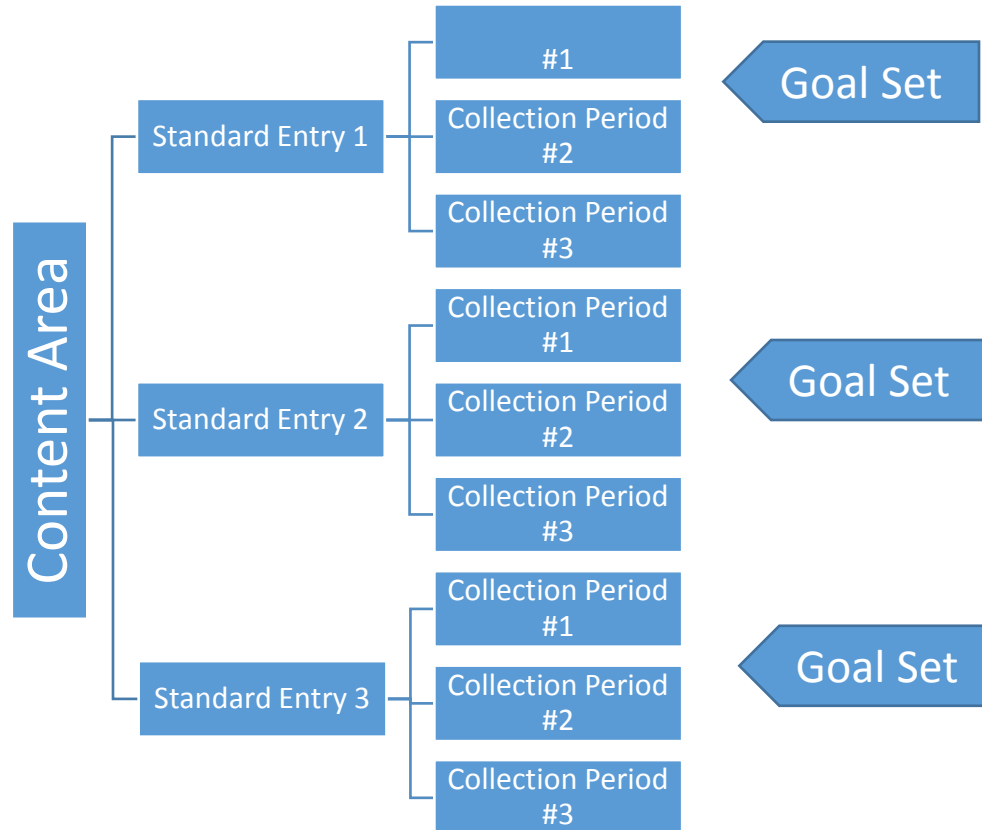 Content Area
Standard Entry 1
#1
Collection Period
#2
Collection Period
#3
Goal Set
Standard Entry 2
Collection Period
#1
Collection Period
#2
Collection Period
#3
Goal Set
Standard Entry 3
Collection Period
#1
Collection Period
#2
Collection Period
#3
Goal Set